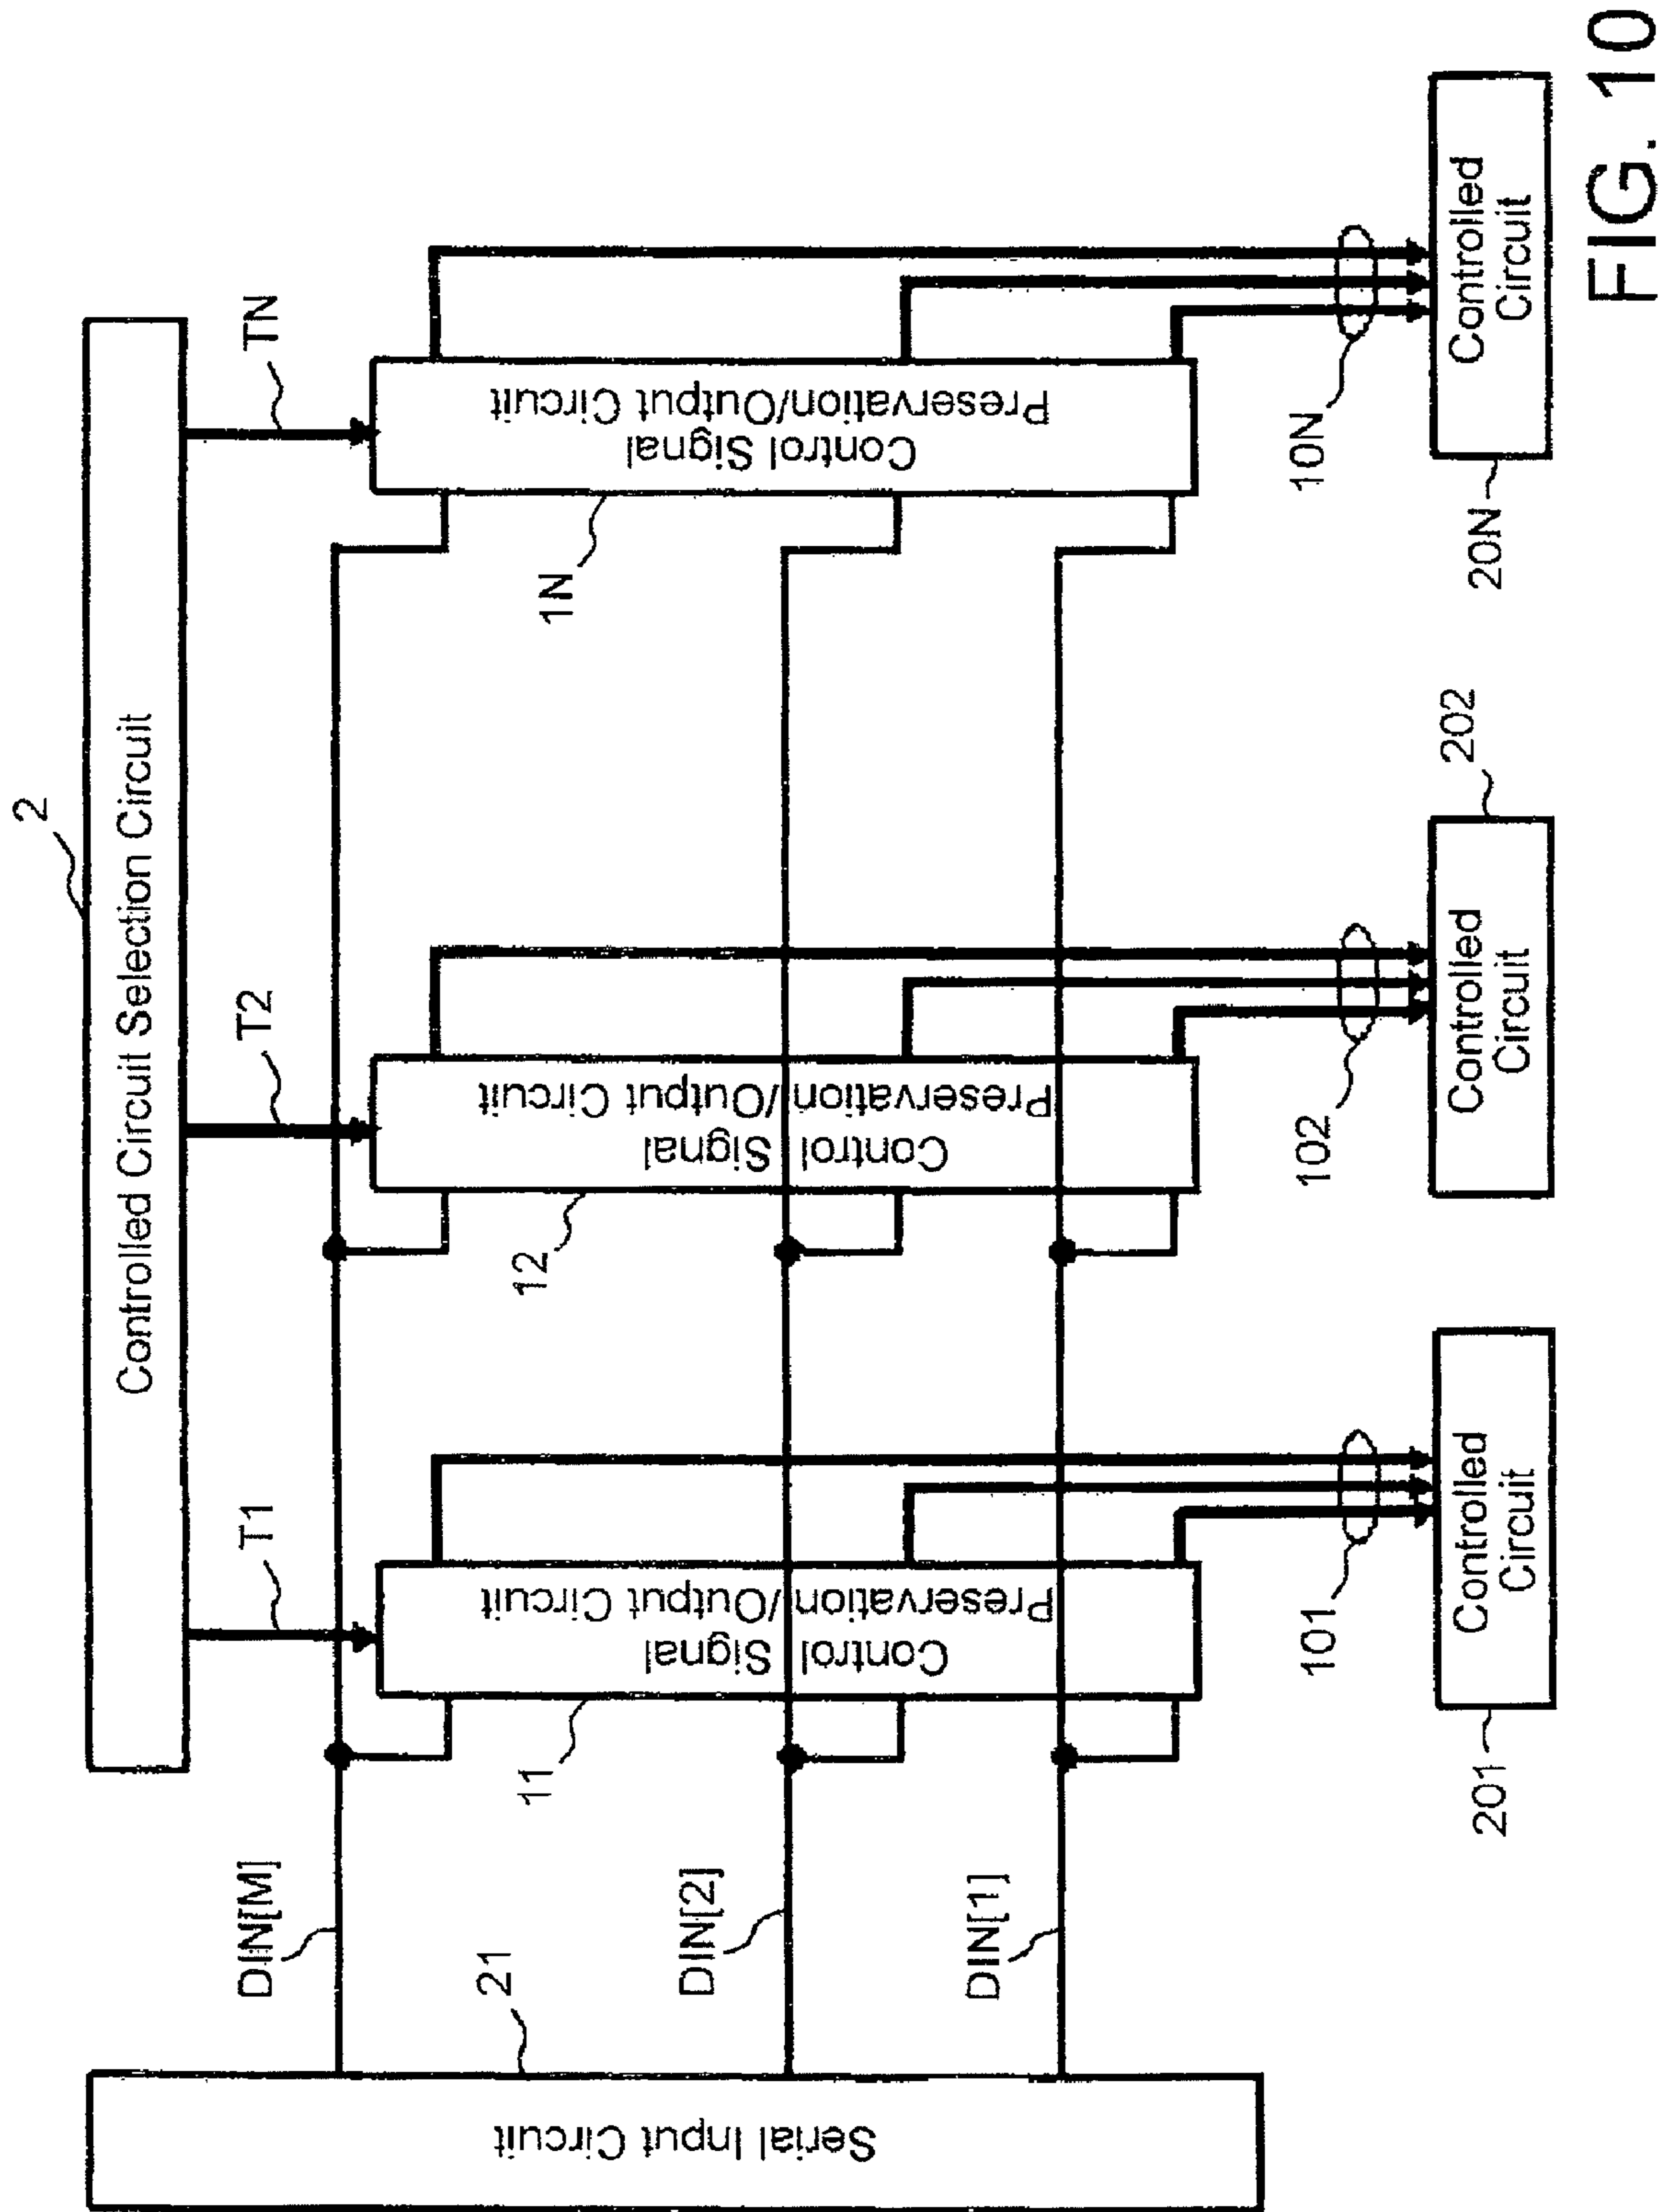 2
Controlled Circuit Selection Circuit
T1
T2
TN
DIN[M]
DIN[2]
DIN[1]
21
Serial Input Circuit
11
Control Signal
Preservation/Output Circuit
12
Control Signal
Preservation/Output Circuit
1N
Control Signal
Preservation/Output Circuit
101
102
10N
201
Controlled
Circuit
202
Controlled
Circuit
20N
Controlled
Circuit
FIG. 10